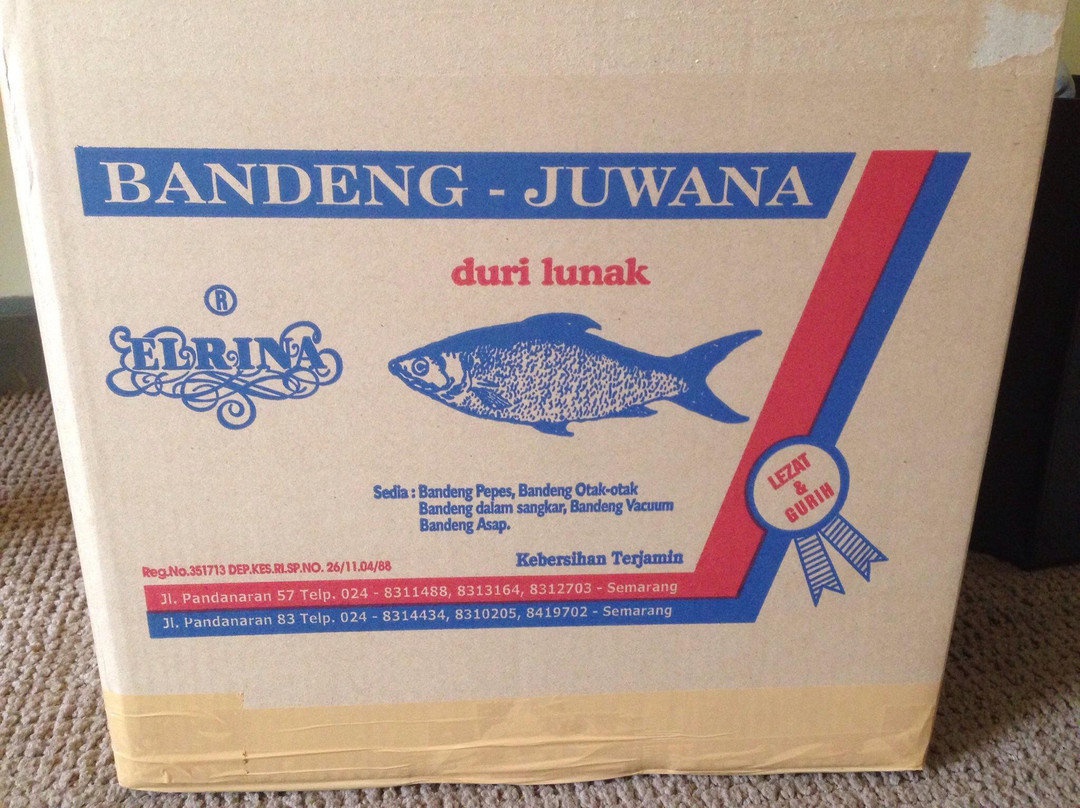 BANDENG - JUWANA
duri lunak
®
ELRINA
Sedia : Bandeng Pepes, Bandeng Otak-otak
Bandeng dalam sangkar, Bandeng Vacuum
Bandeng Asap.
LEZAT
&
GURIH
Kebersihan Terjamin
Reg.No.351713 DEP.KES.RI.SP.NO. 26/11.04/88
Jl. Pandanaran 57 Telp. 024 - 8311488, 8313164, 8312703 - Semarang
Jl. Pandanaran 83 Telp. 024 - 8314434, 8310205, 8419702 - Semarang